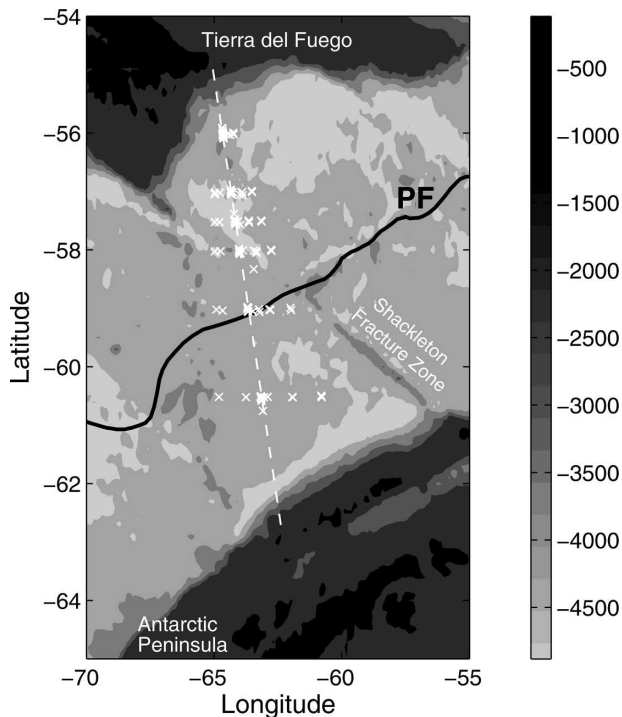 Tierra del Fuego
PF
Shackleton
Fracture Zone
Antarctic
Peninsula
−54
−56
−58
−60
−62
−64
Latitude
−70
−65
−60
−55
Longitude
−500
−1000
−1500
−2000
−2500
−3000
−3500
−4000
−4500